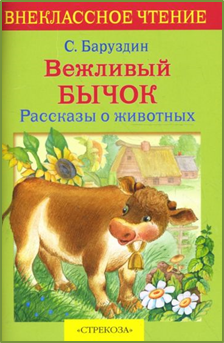 ВНЕКЛАССНОЕ ЧТЕНИЕ
С. Баруздин
Вежливый
БЫЧОК
Рассказы о животных
«СТРЕКОЗА»